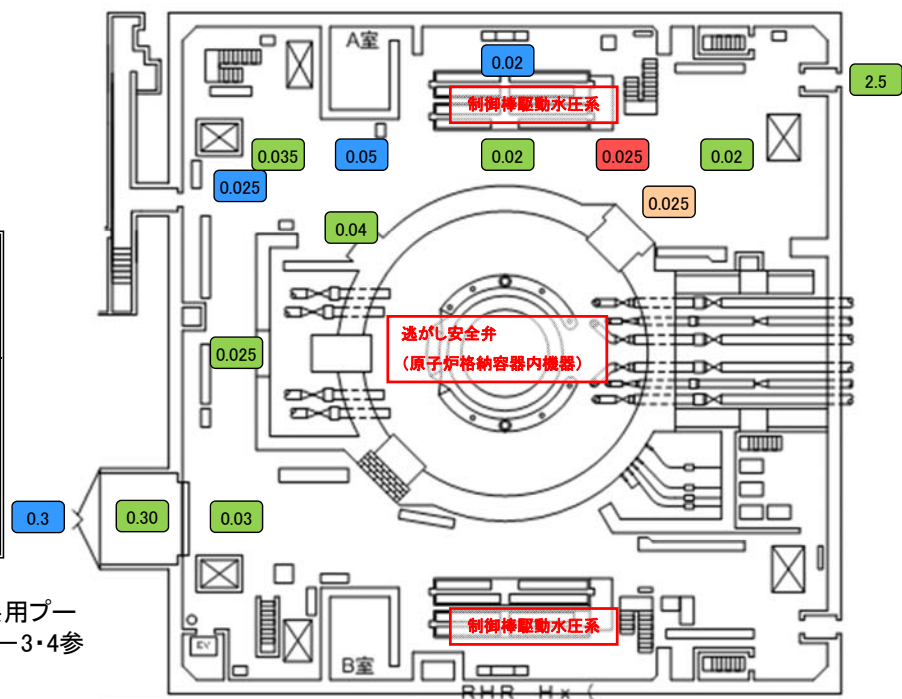 A室
0.02
2.5
制御棒駆動水圧系
0.035
0.05
0.02
0.025
0.02
0.025
0.025
0.04
逃がし安全弁
(原子炉格納容器内機器)
0.025
0.3
0.30
0.03
用プー
ー3・4参
制御棒駆動水圧系
EV
B室
RHR Hx (